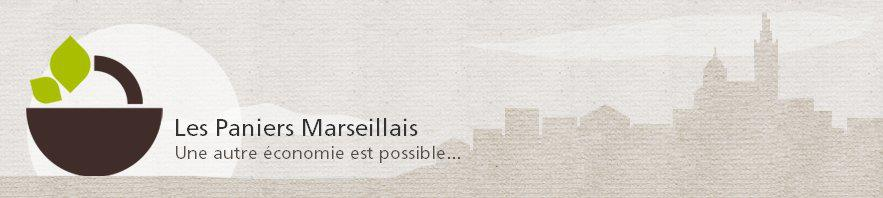 Les Paniers Marseillais
Une autre économie est possible...